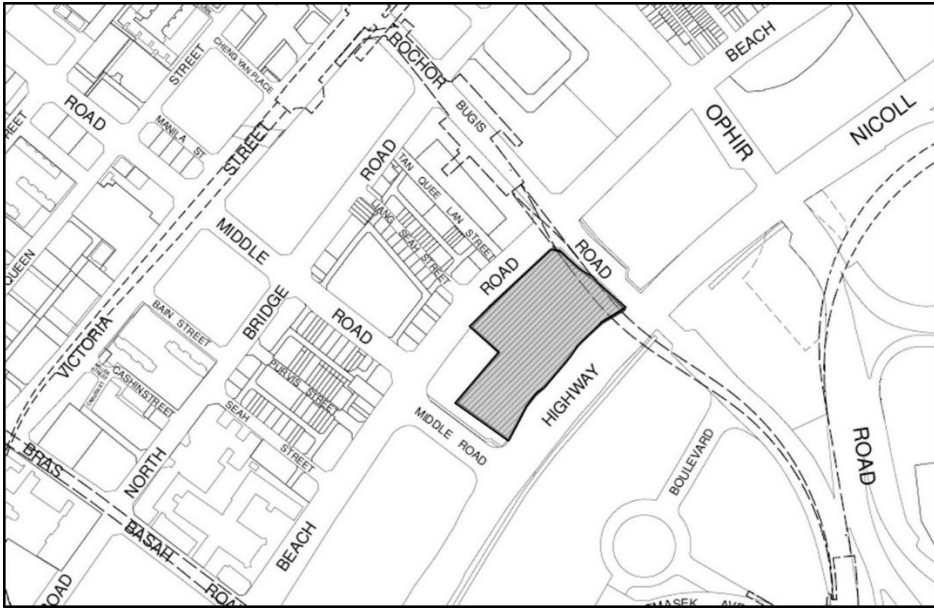 ROCHOR
BEACH
CHENG YAN PLACE
STREET
ROAD
BUGIS
OPHIR
NICOLL
MANILA ST
STREET
ROAD
TAN QUEE LAN STREET
LIANG SEAH STREET
MIDDLE
QUEEN
ROAD
ROAD
BRIDGE
ROAD
BAIN STREET
VICTORIA
CASHIN STREET
PURVIS STREET
HIGHWAY
SEAH STREET
MIDDLE ROAD
BOULEVARD
ROAD
BRAS
NORTH
BASAH
BEACH
ROAD
ROAD